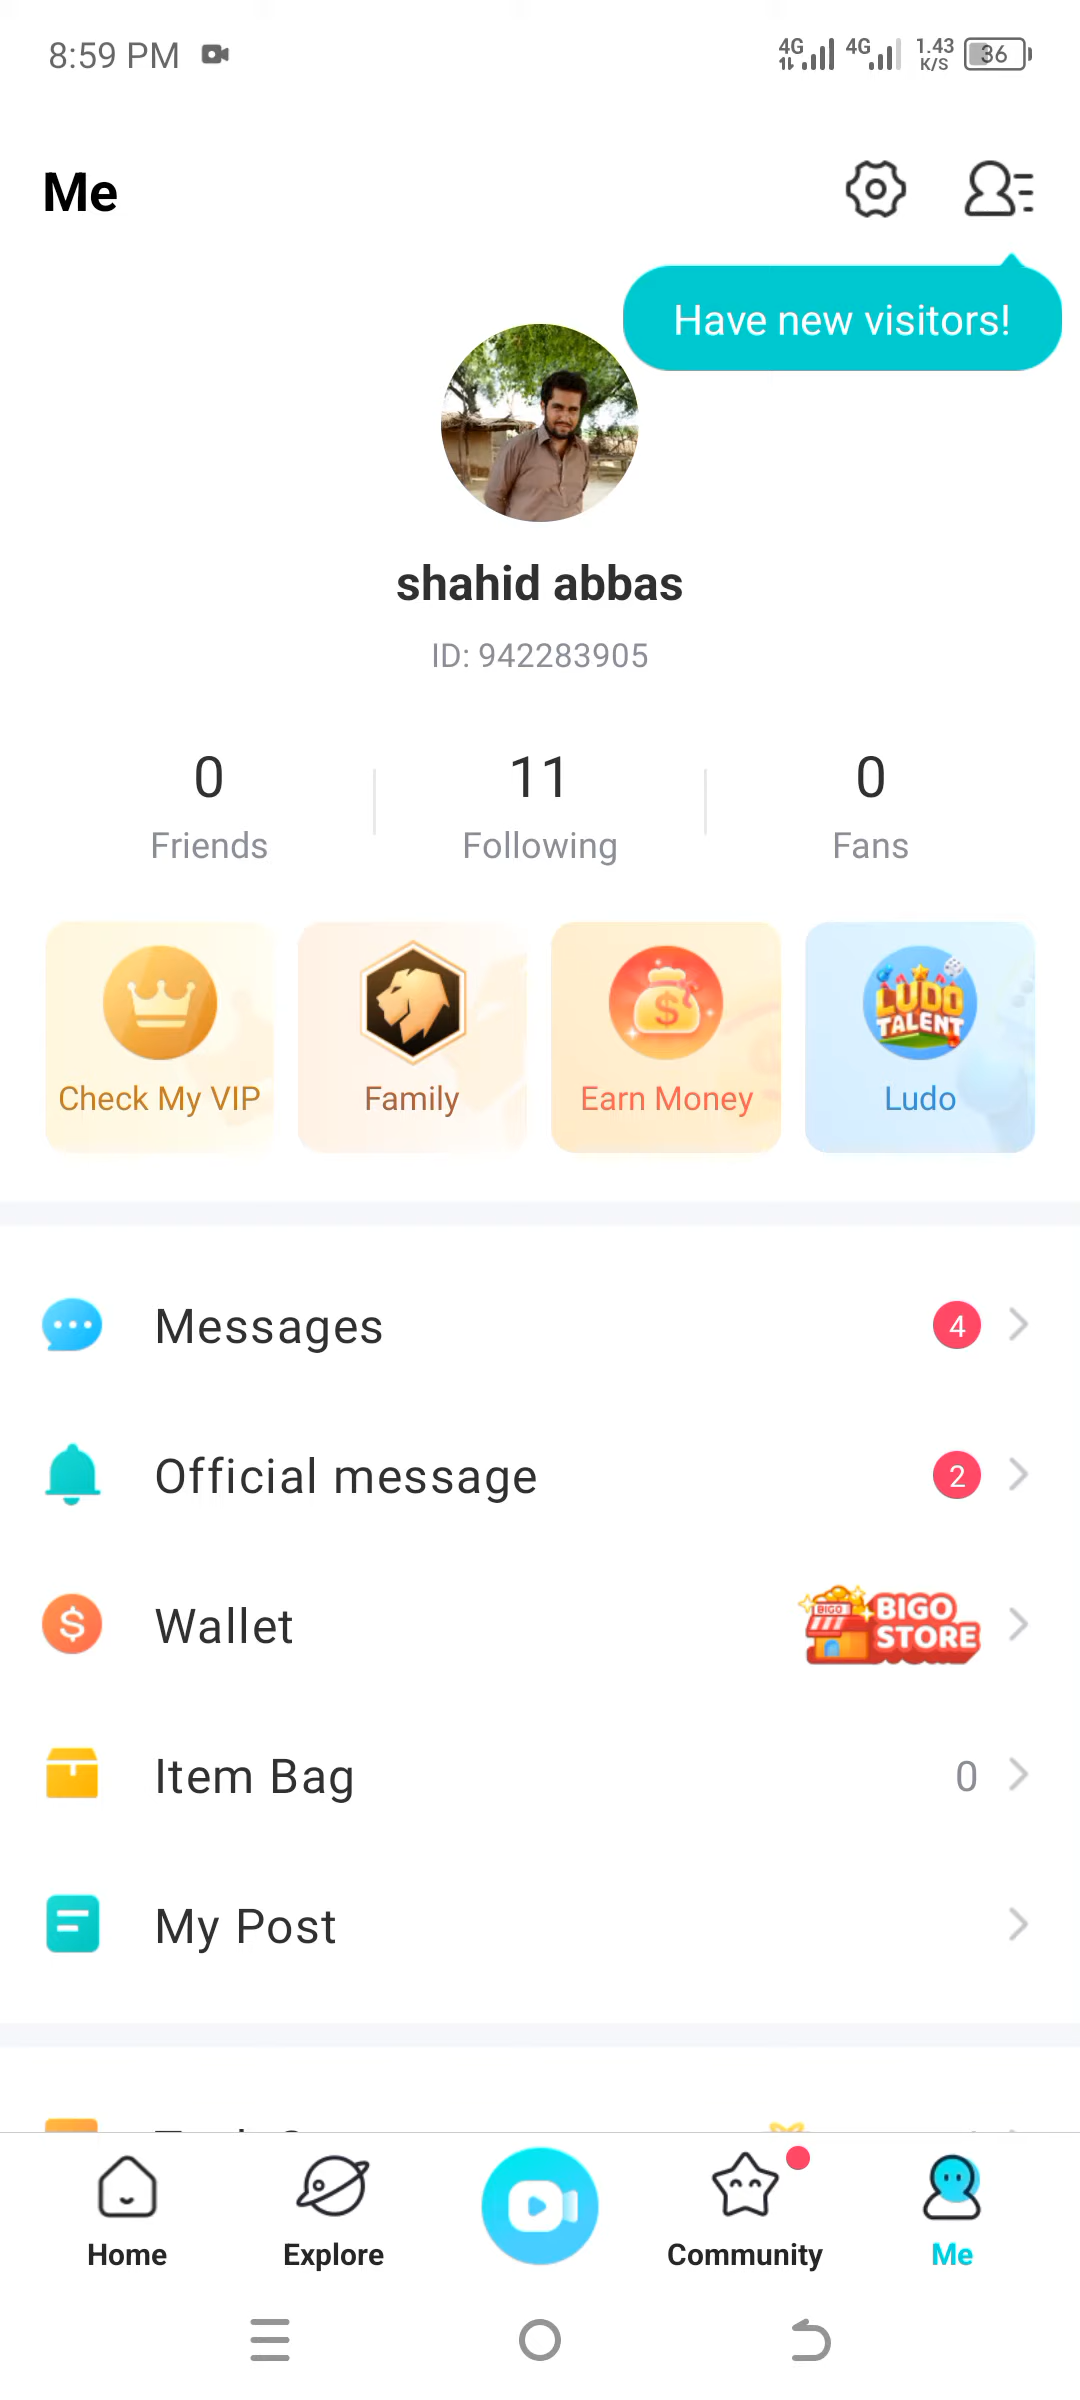 8:59 PM
4G 4G 1.43 K/S 36
Me
Have new visitors!
shahid abbas
ID: 942283905
0 11 0
Friends Following Fans
LUDO TALENT
Check My VIP Family Earn Money Ludo
Messages 4
Official message 2
Wallet BIGO BIGO STORE
Item Bag 0
My Post
Home Explore Community Me